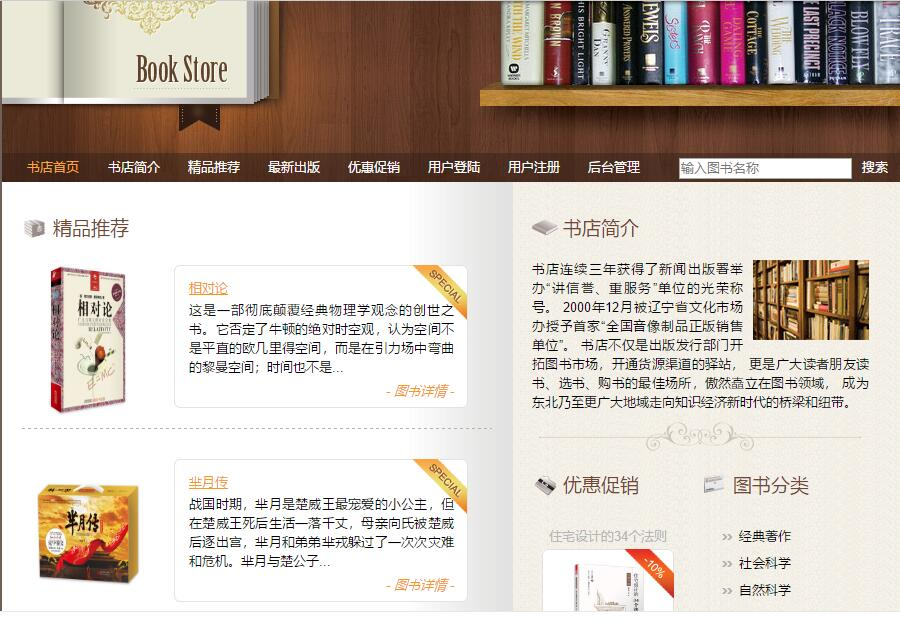 Book Store
书店首页 书店简介 精品推荐 最新出版 优惠促销 用户登陆 用户注册 后台管理 输入图书名称 搜索
精品推荐
相对论
SPECIAL
相对论
这是一部彻底颠覆经典物理学观念的创世之
书。它否定了牛顿的绝对时空观，认为空间不
是平直的欧几里得空间，而是在引力场中弯曲
的黎曼空间；时间也不是...
- 图书详情 -
芈月传
SPECIAL
芈月传
战国时期，芈月是楚威王最宠爱的小公主，但
在楚威王死后生活一落千丈，母亲向氏被楚威
后逐出宫，芈月和弟弟芈戎躲过了一次次灾难
和危机。芈月与楚公子...
- 图书详情 -
书店简介
书店连续三年获得了新闻出版署举
办“讲信誉、重服务”单位的光荣称
号。 2000年12月被辽宁省文化市场
办授予首家“全国音像制品正版销售
单位”。 书店不仅是出版发行部门开
拓图书市场，开通货源渠道的驿站， 更是广大读者朋友读
书、选书、购书的最佳场所，傲然矗立在图书领域， 成为
东北乃至更广大地域走向知识经济新时代的桥梁和纽带。
优惠促销
住宅设计的34个法则
-10%
图书分类
›› 经典著作
›› 社会科学
›› 自然科学